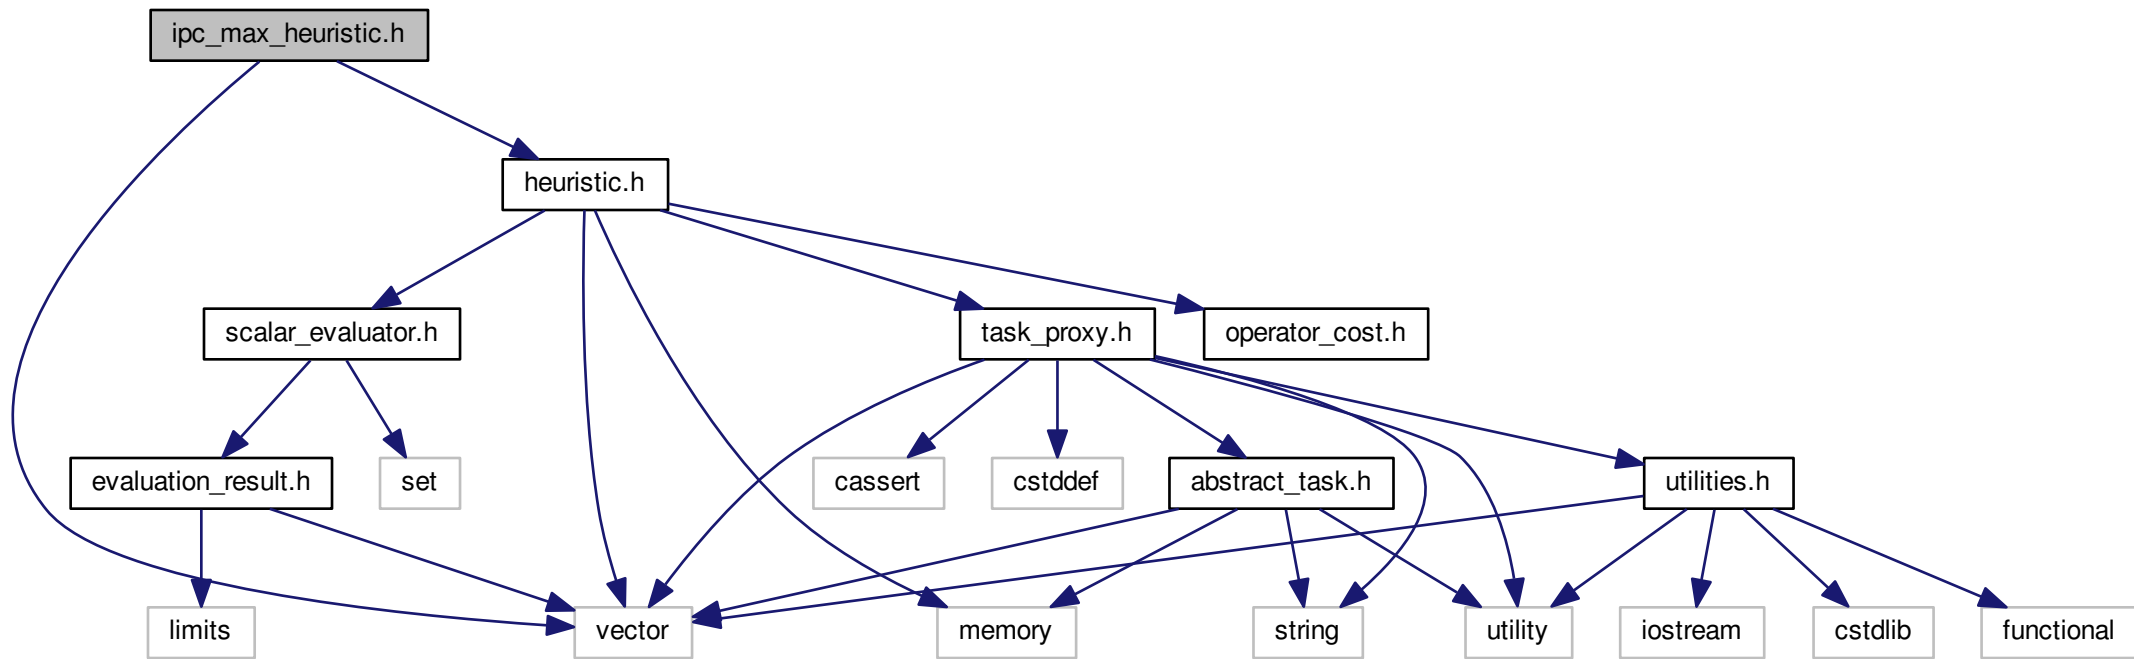 ipc_max_heuristic.h
heuristic.h
scalar_evaluator.h
task_proxy.h
operator_cost.h
evaluation_result.h
set
cassert
cstddef
abstract_task.h
utilities.h
limits
vector
memory
string
utility
iostream
cstdlib
functional